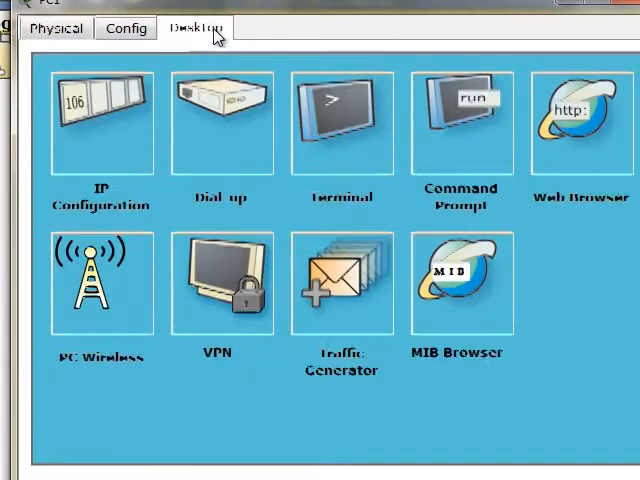 PC1
Physical
Config
Desktop
106
>
run
http:
IP
Configuration
Dial-up
Terminal
Command
Prompt
Web Browser
MIB
PC Wireless
VPN
Traffic
Generator
MIB Browser